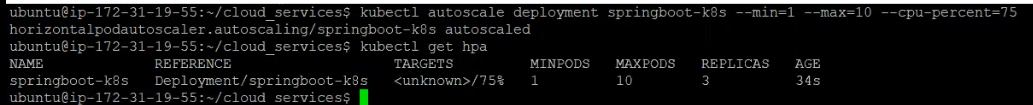 ubuntu@ip-172-31-19-55:~/cloud_services$ kubectl autoscale deployment springboot-k8s --min=1 --max=10 --cpu-percent=75
horizontalpodautoscaler.autoscaling/springboot-k8s autoscaled
ubuntu@ip-172-31-19-55:~/cloud_services$ kubectl get hpa
NAME REFERENCE TARGETS MINPODS MAXPODS REPLICAS AGE
springboot-k8s Deployment/springboot-k8s <unknown>/75% 1 10 3 34s
ubuntu@ip-172-31-19-55:~/cloud_services$